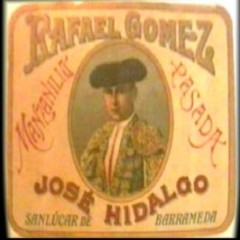 RAFAEL GOMEZ
MANZANILLA
PASADA
JOSÉ HIDALGO
SANLÚCAR DE BARRAMEDA